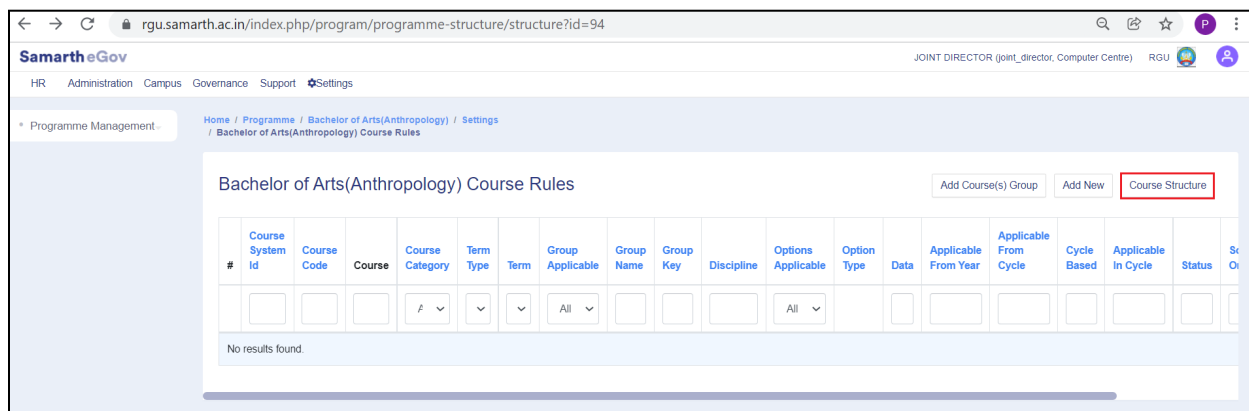 rgu.samarth.ac.in/index.php/program/programme-structure/structure?id=94
P
Samarth eGov
JOINT DIRECTOR (joint_director, Computer Centre) RGU
HR Administration Campus Governance Support Settings
Programme Management
Home / Programme / Bachelor of Arts(Anthropology) / Settings
/ Bachelor of Arts(Anthropology) Course Rules
Bachelor of Arts(Anthropology) Course Rules
Add Course(s) Group Add New Course Structure
# Course System Id Course Code Course Course Category Term Type Term Group Applicable Group Name Group Key Discipline Options Applicable Option Type Data Applicable From Year Applicable From Cycle Cycle Based Applicable In Cycle Status
All All
No results found.